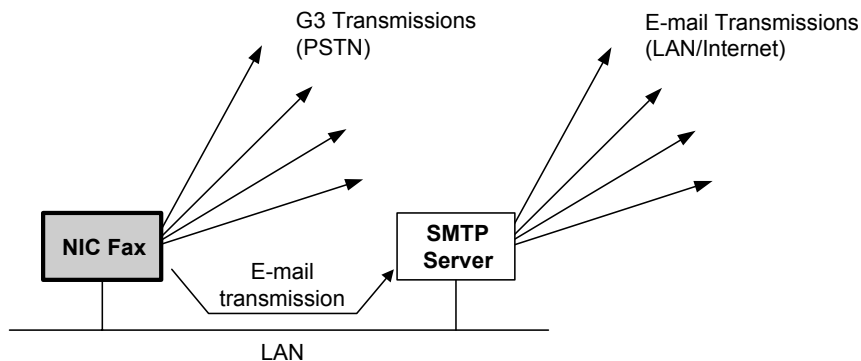 G3 Transmissions
(PSTN)
E-mail Transmissions
(LAN/Internet)
NIC Fax
SMTP
Server
E-mail
transmission
LAN